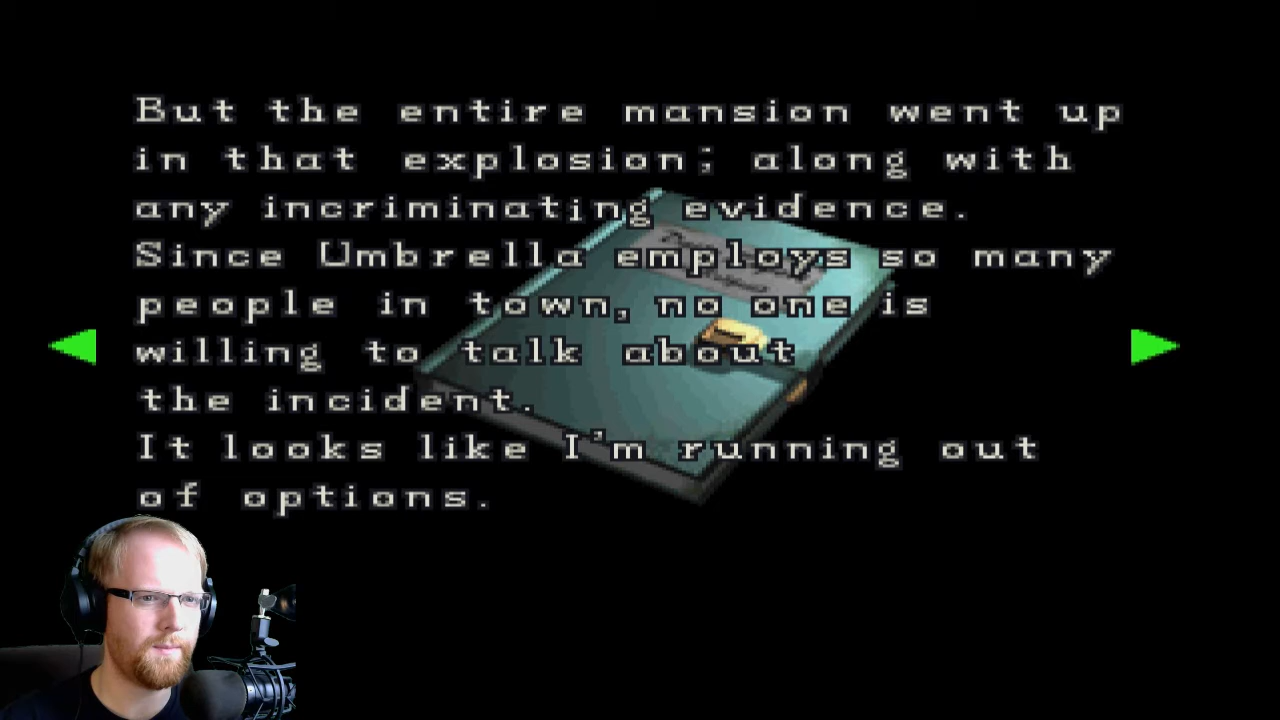 But the entire mansion went up
in that explosion; along with
any incriminating evidence.
Since Umbrella employs so many
people in town, no one is
willing to talk about
the incident.
It looks like I'm running out
of options.